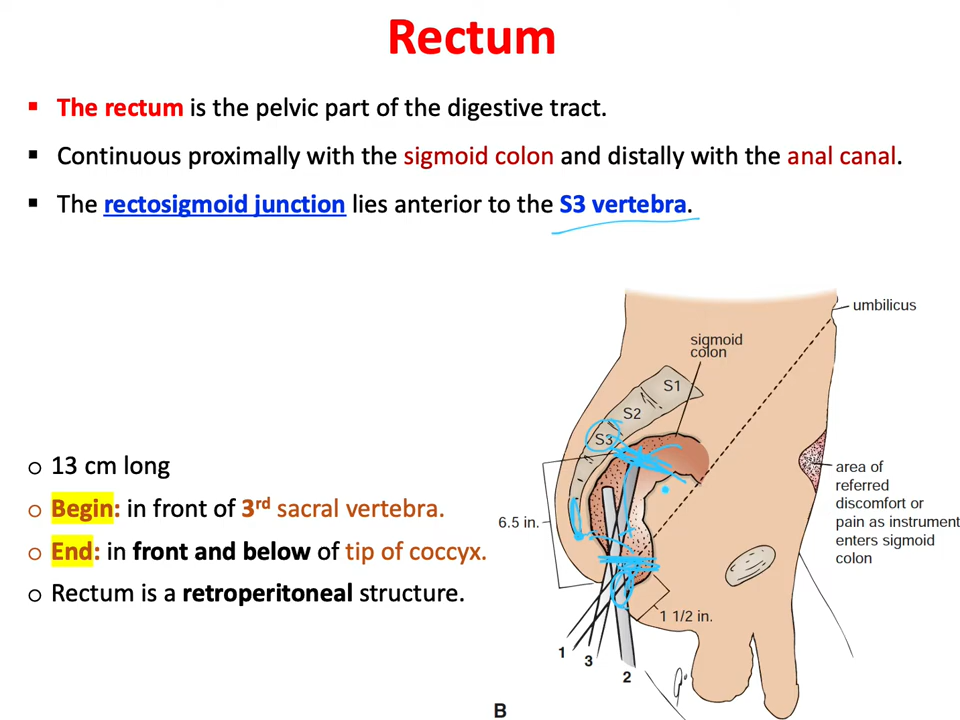 Rectum
▪ The rectum is the pelvic part of the digestive tract.
▪ Continuous proximally with the sigmoid colon and distally with the anal canal.
▪ The rectosigmoid junction lies anterior to the S3 vertebra.
umbilicus
sigmoid
colon
S1
S2
S3
area of
referred
discomfort or
pain as instrument
enters sigmoid
colon
6.5 in.
1 1/2 in.
1
3
2
B
o 13 cm long
o Begin: in front of 3rd sacral vertebra.
o End: in front and below of tip of coccyx.
o Rectum is a retroperitoneal structure.